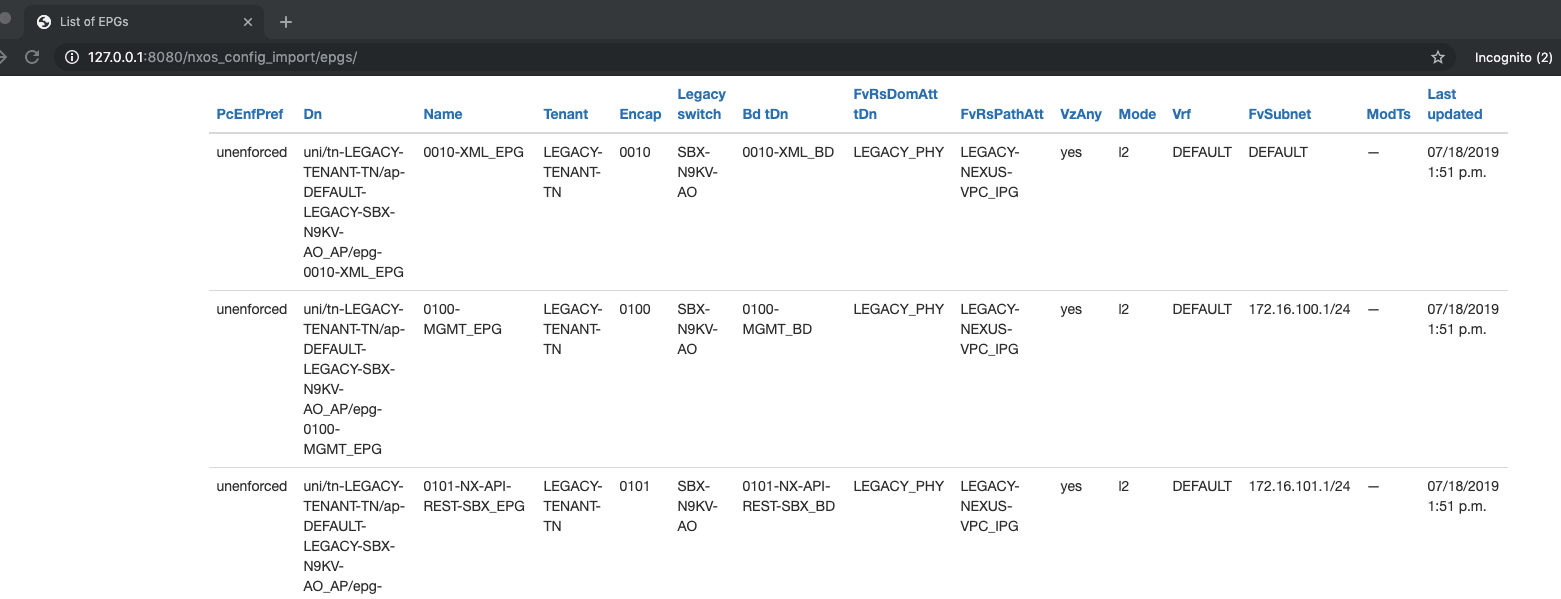 List of EPGs
127.0.0.1:8080/nxos_config_import/epgs/
Incognito (2)
Legacy FvRsDomAtt Last
PcEnfPref Dn Name Tenant Encap switch Bd tDn tDn FvRsPathAtt VzAny Mode Vrf FvSubnet ModTs updated
unenforced uni/tn-LEGACY- 0010-XML_EPG LEGACY- 0010 SBX- 0010-XML_BD LEGACY_PHY LEGACY- yes l2 DEFAULT DEFAULT — 07/18/2019
TENANT-TN/ap- TENANT- N9KV- NEXUS- 1:51 p.m.
DEFAULT- TN AO VPC_IPG
LEGACY-SBX-
N9KV-
AO_AP/epg-
0010-XML_EPG
unenforced uni/tn-LEGACY- 0100- LEGACY- 0100 SBX- 0100- LEGACY_PHY LEGACY- yes l2 DEFAULT 172.16.100.1/24 — 07/18/2019
TENANT-TN/ap- MGMT_EPG TENANT- N9KV- MGMT_BD NEXUS- 1:51 p.m.
DEFAULT- TN AO VPC_IPG
LEGACY-SBX-
N9KV-
AO_AP/epg-
0100-
MGMT_EPG
unenforced uni/tn-LEGACY- 0101-NX-API- LEGACY- 0101 SBX- 0101-NX-API- LEGACY_PHY LEGACY- yes l2 DEFAULT 172.16.101.1/24 — 07/18/2019
TENANT-TN/ap- REST-SBX_EPG TENANT- N9KV- REST-SBX_BD NEXUS- 1:51 p.m.
DEFAULT- TN AO VPC_IPG
LEGACY-SBX-
N9KV-
AO_AP/epg-